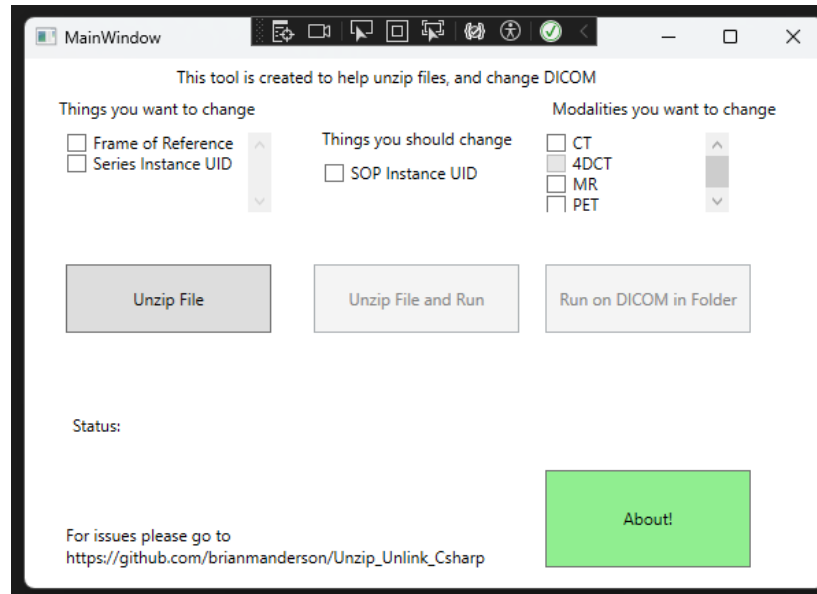 MainWindow
This tool is created to help unzip files, and change DICOM
Things you want to change
Modalities you want to change
Frame of Reference
Series Instance UID
Things you should change
SOP Instance UID
CT
4DCT
MR
PET
Unzip File
Unzip File and Run
Run on DICOM in Folder
Status:
About!
For issues please go to
https://github.com/brianmanderson/Unzip_Unlink_Csharp